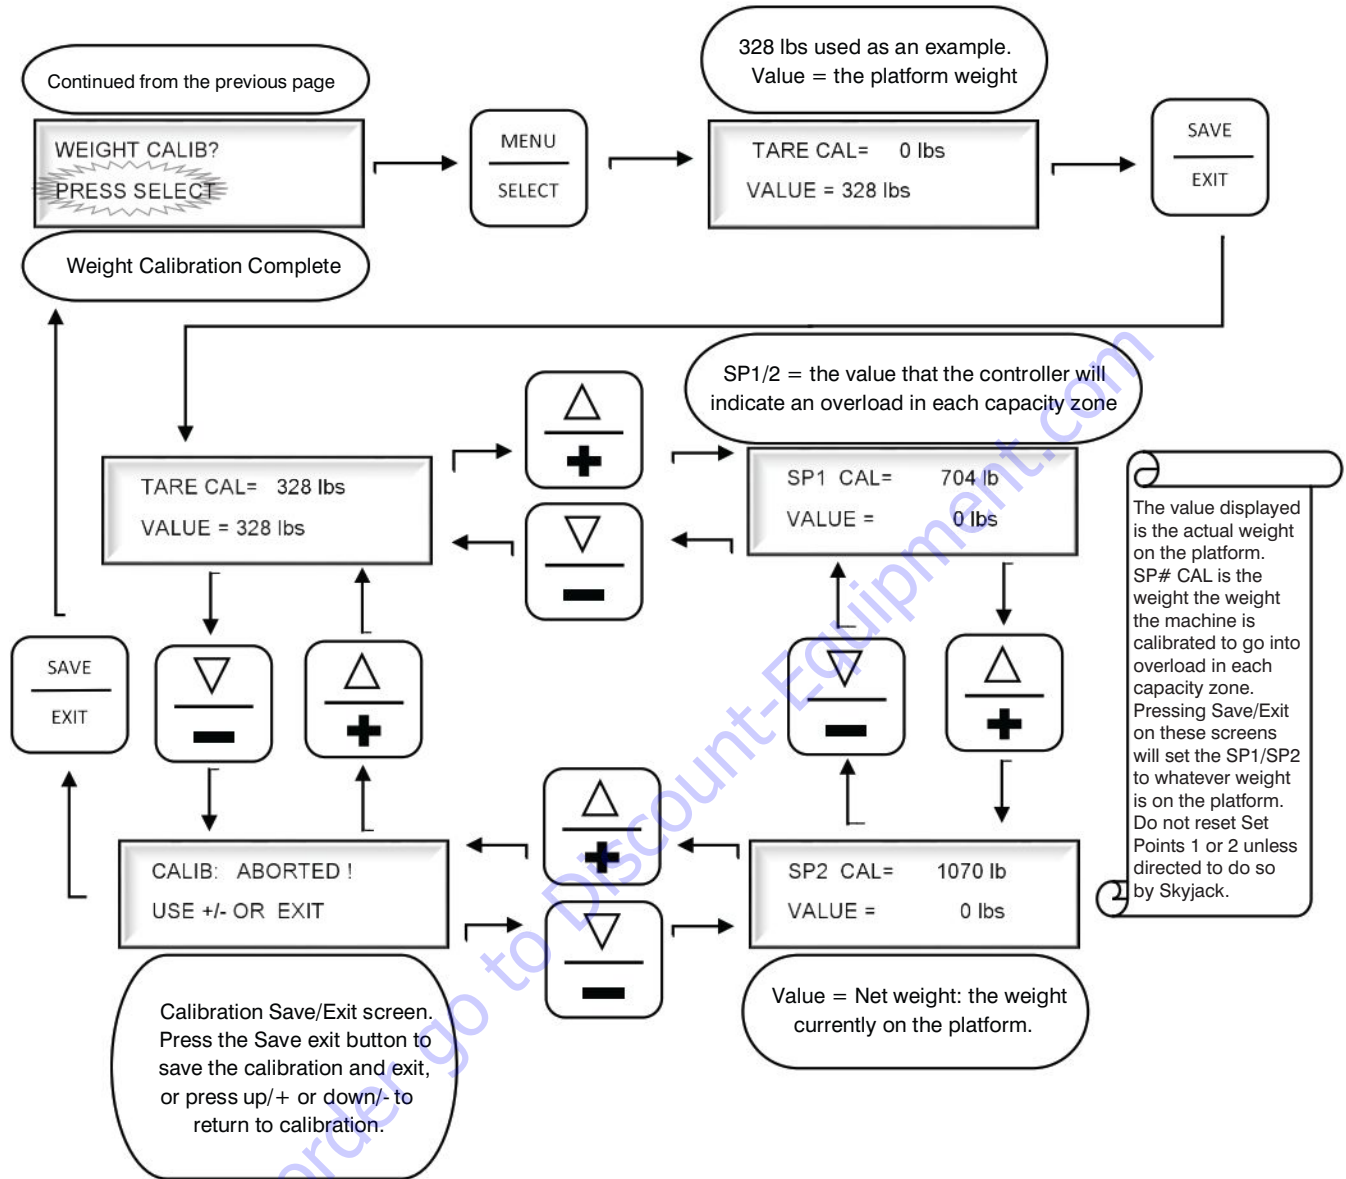 Continued from the previous page
WEIGHT CALIB?
PRESS SELECT
Weight Calibration Complete
MENU
SELECT
328 lbs used as an example.
Value = the platform weight
TARE CAL= 0 lbs
VALUE = 328 lbs
SAVE
EXIT
TARE CAL= 328 lbs
VALUE = 328 lbs
SP1/2 = the value that the controller will
indicate an overload in each capacity zone
SP1 CAL= 704 lb
VALUE = 0 lbs
The value displayed
is the actual weight
on the platform.
SP# CAL is the
weight the weight
the machine is
calibrated to go into
overload in each
capacity zone.
Pressing Save/Exit
on these screens
will set the SP1/SP2
to whatever weight
is on the platform.
Do not reset Set
Points 1 or 2 unless
directed to do so
by Skyjack.
SAVE
EXIT
CALIB: ABORTED !
USE +/- OR EXIT
SP2 CAL= 1070 lb
VALUE = 0 lbs
Calibration Save/Exit screen.
Press the Save exit button to
save the calibration and exit,
or press up/+ or down/- to
return to calibration.
Value = Net weight: the weight
currently on the platform.
order go to Discount-Equipment.com